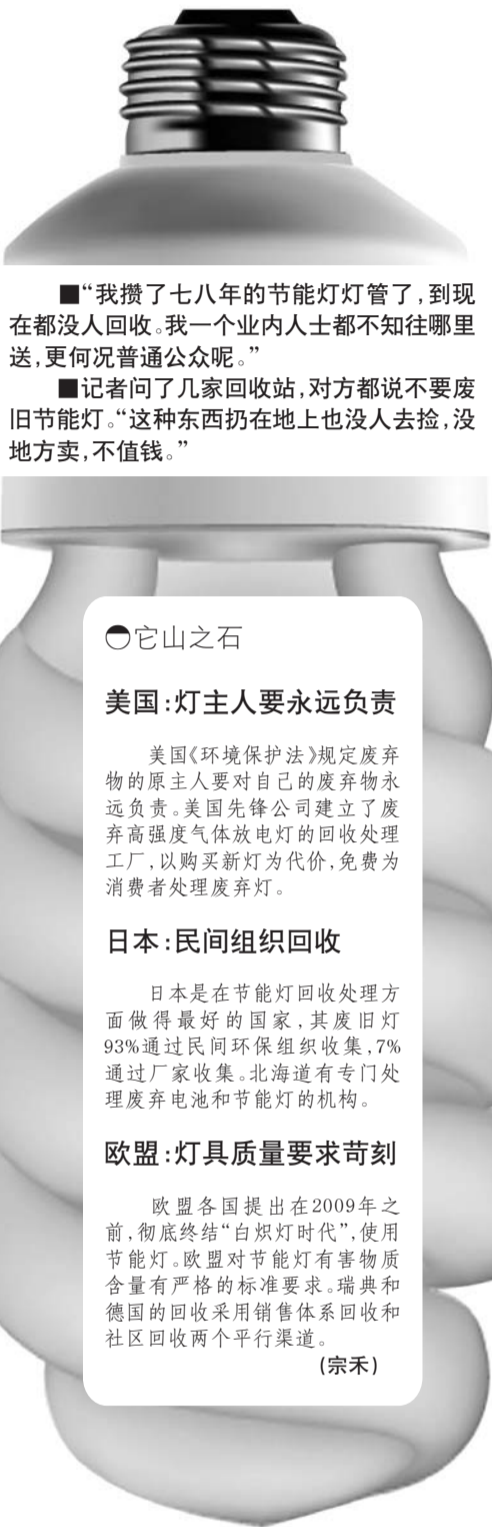 ■“我攒了七八年的节能灯灯管了，到现
在都没人回收。我一个业内人士都不知往哪里
送，更何况普通公众呢。”
■记者问了几家回收站，对方都说不要废
旧节能灯。“这种东西扔在地上也没人去捡，没
地方卖，不值钱。”
它山之石
美国：灯主人要永远负责
美国《环境保护法》规定废弃
物的原主人要对自己的废弃物永
远负责。美国先锋公司建立了废
弃高强度气体放电灯的回收处理
工厂，以购买新灯为代价，免费为
消费者处理废弃灯。
日本：民间组织回收
日本是在节能灯回收处理方
面做得最好的国家，其废旧灯
93%通过民间环保组织收集，7%
通过厂家收集。北海道有专门处
理废弃电池和节能灯的机构。
欧盟：灯具质量要求苛刻
欧盟各国提出在2009年之
前，彻底终结“白炽灯时代”，使用
节能灯。欧盟对节能灯有害物质
含量有严格的标准要求。瑞典和
德国的回收采用销售体系回收和
社区回收两个平行渠道。
（宗禾）